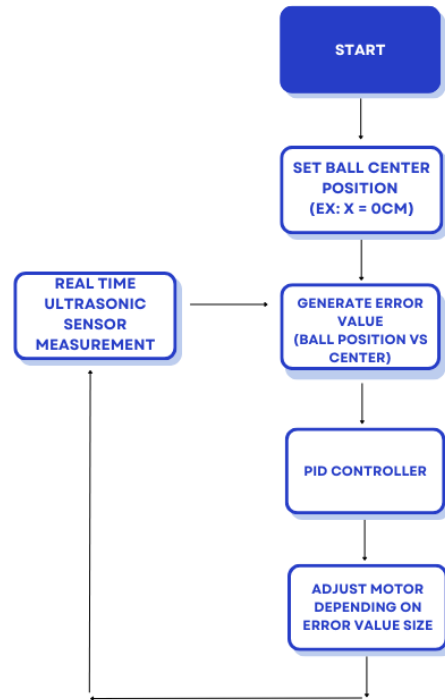 START
SET BALL CENTER
POSITION
(EX: X = 0CM)
REAL TIME
ULTRASONIC
SENSOR
MEASUREMENT
GENERATE ERROR
VALUE
(BALL POSITION VS
CENTER)
PID CONTROLLER
ADJUST MOTOR
DEPENDING ON
ERROR VALUE SIZE